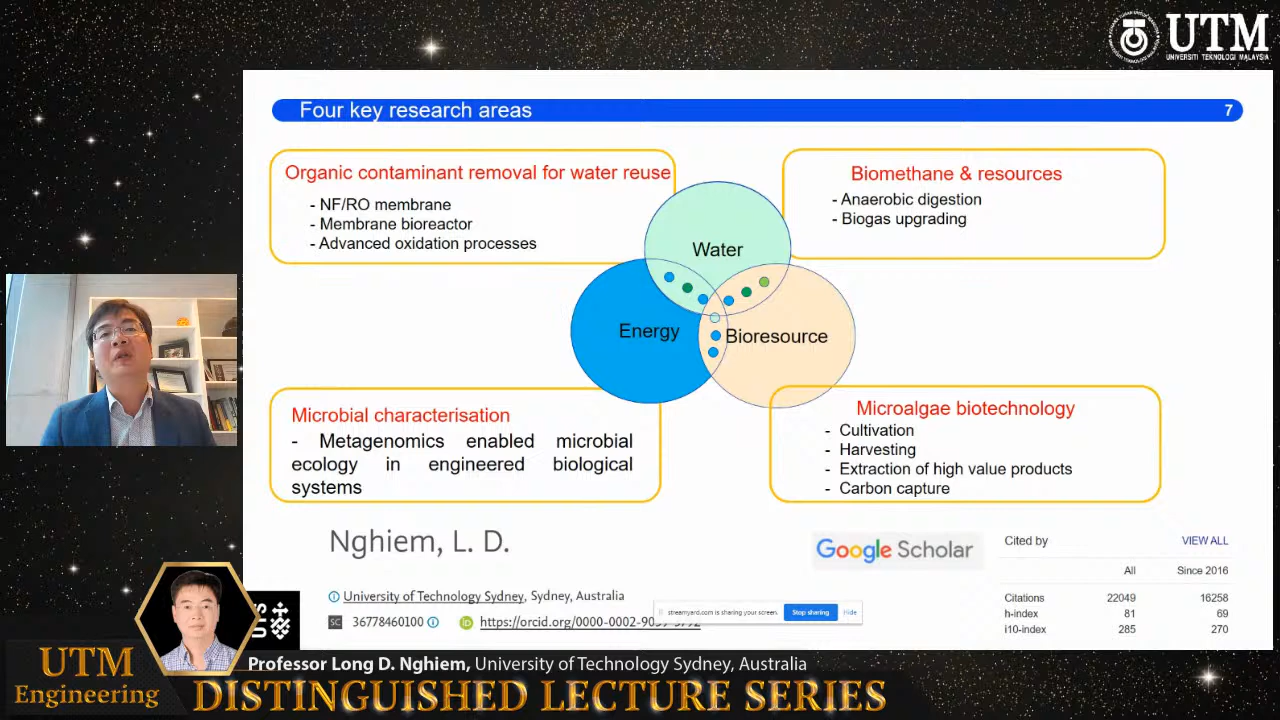 UTM
UNIVERSITI TEKNOLOGI MALAYSIA
Four key research areas
7
Organic contaminant removal for water reuse
- NF/RO membrane
- Membrane bioreactor
- Advanced oxidation processes
Biomethane & resources
- Anaerobic digestion
- Biogas upgrading
Water
Energy
Bioresource
Microbial characterisation
- Metagenomics enabled microbial
ecology in engineered biological
systems
Microalgae biotechnology
- Cultivation
- Harvesting
- Extraction of high value products
- Carbon capture
Nghiem, L. D.
University of Technology Sydney, Sydney, Australia
SC 36778460100
iD https://orcid.org/0000-0002-
Google Scholar
Cited by
VIEW ALL
All Since 2016
Citations 22049 16258
h-index 81 69
i10-index 285 270
streamyard.com is sharing your screen. Stop sharing Hide
UTS
Professor Long D. Nghiem, University of Technology Sydney, Australia
UTM
Engineering
DISTINGUISHED LECTURE SERIES